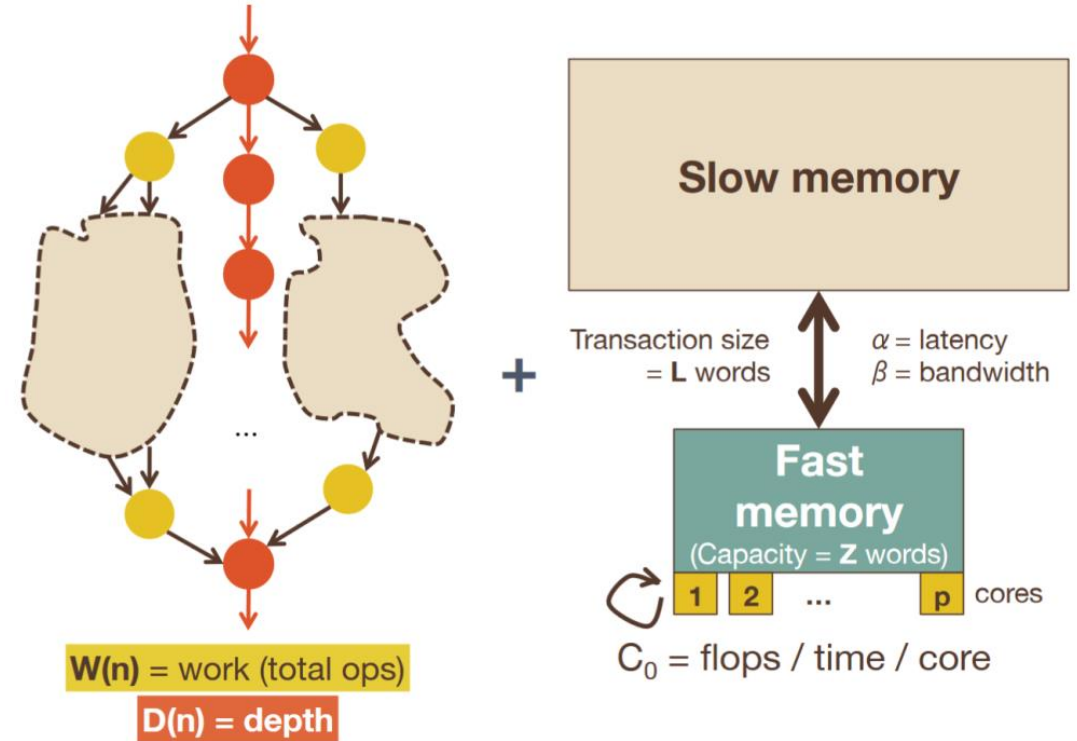 ...
W(n) = work (total ops)
D(n) = depth
+
Slow memory
Transaction size
= L words
α = latency
β = bandwidth
Fast
memory
(Capacity = Z words)
1 2 ... p cores
C₀ = flops / time / core